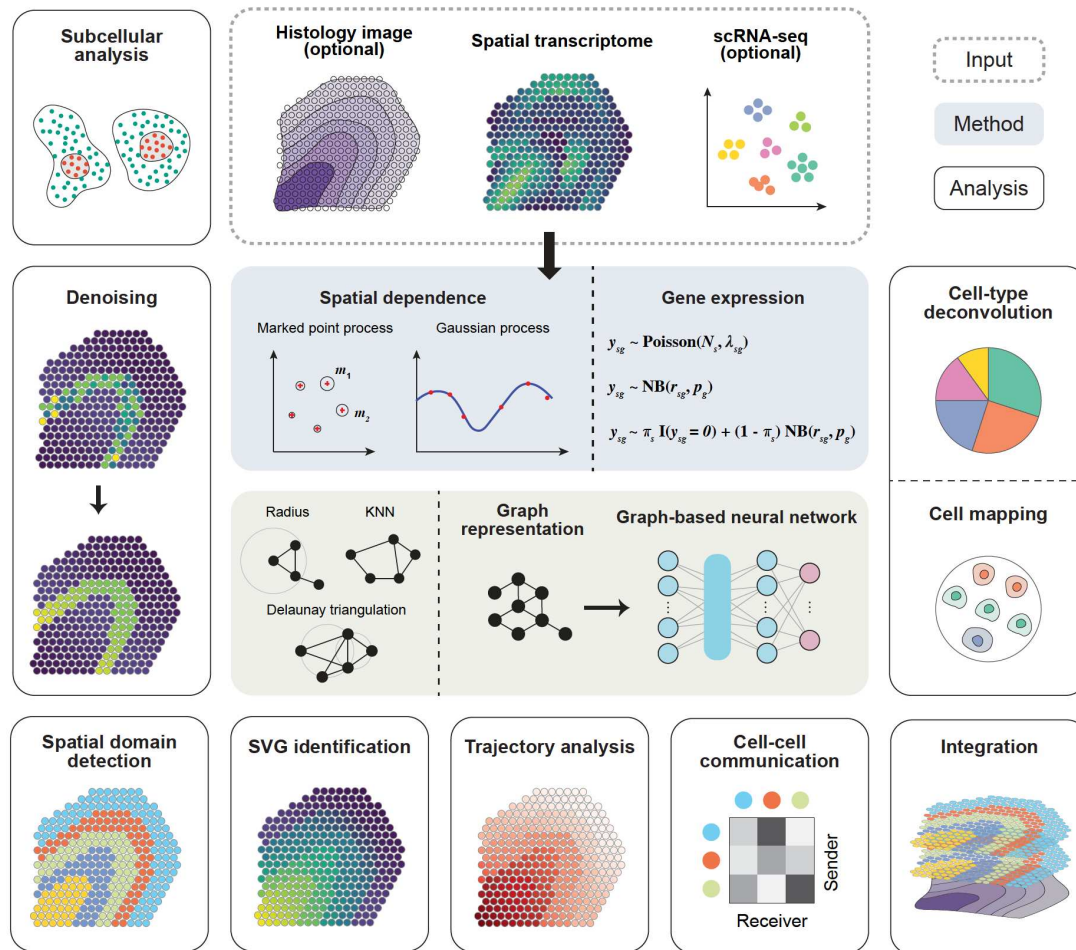 Subcellular
analysis
Histology image
(optional)
Spatial transcriptome
scRNA-seq
(optional)
Input
Method
Analysis
Denoising
Spatial dependence
Marked point process
m1
m2
Gaussian process
Gene expression
ysg ~ Poisson(Ns, λsg)
ysg ~ NB(rsg, pg)
ysg ~ πs I(ysg = 0) + (1 - πs) NB(rsg, pg)
Cell-type
deconvolution
Cell mapping
Radius
KNN
Delaunay triangulation
Graph
representation
Graph-based neural network
Spatial domain
detection
SVG identification
Trajectory analysis
Cell-cell
communication
Sender
Receiver
Integration